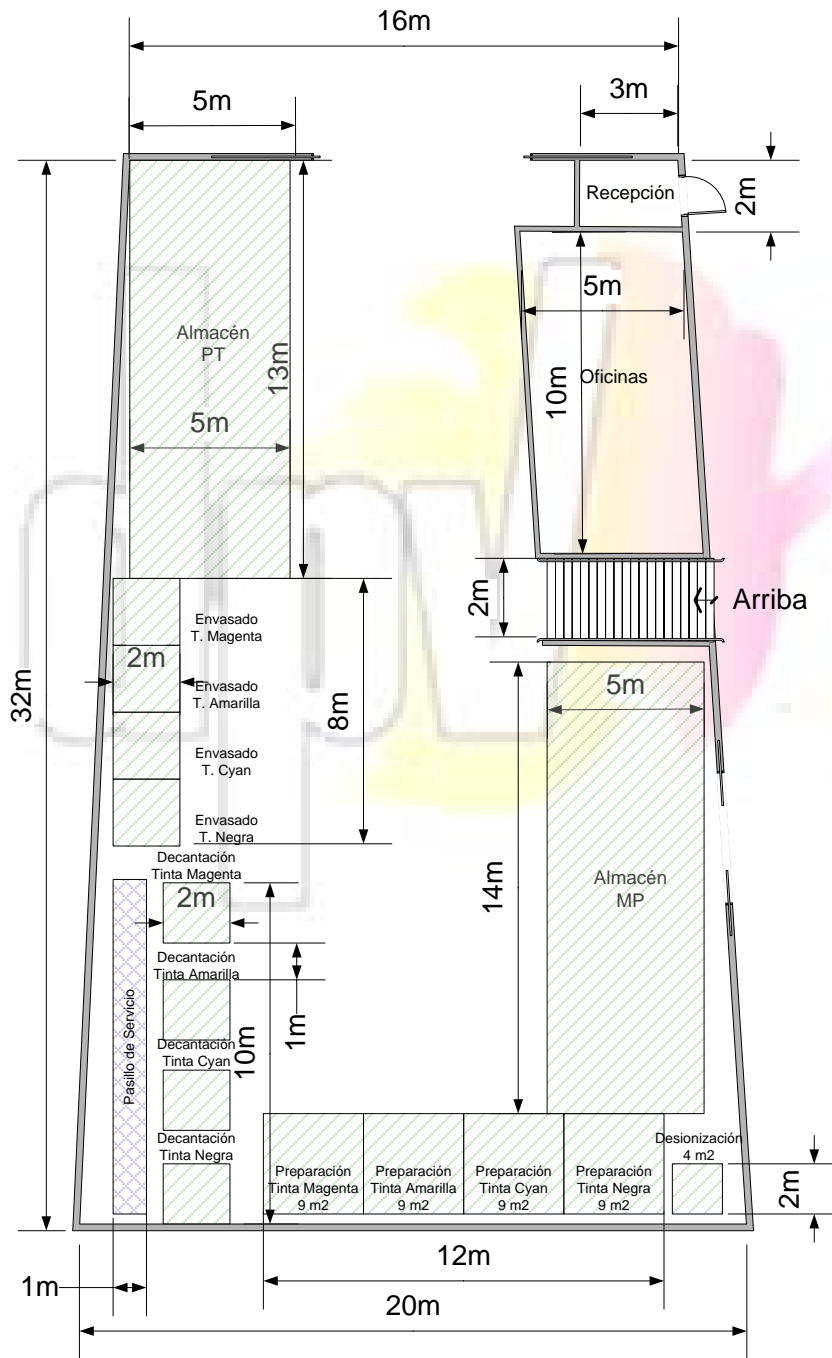 16m
5m
3m
Recepción
2m
Almacén
PT
13m
5m
5m
10m
Oficinas
32m
Envasado
T. Magenta
2m
Envasado
T. Amarilla
8m
Envasado
T. Cyan
Envasado
T. Negra
2m
Arriba
5m
14m
Almacén
MP
Decantación
Tinta Magenta
2m
Decantación
Tinta Amarilla
1m
10m
Pasillo de Servicio
Decantación
Tinta Cyan
Decantación
Tinta Negra
Preparación
Tinta Magenta
9 m2
Preparación
Tinta Amarilla
9 m2
Preparación
Tinta Cyan
9 m2
Preparación
Tinta Negra
9 m2
Desionización
4 m2
2m
12m
1m
20m